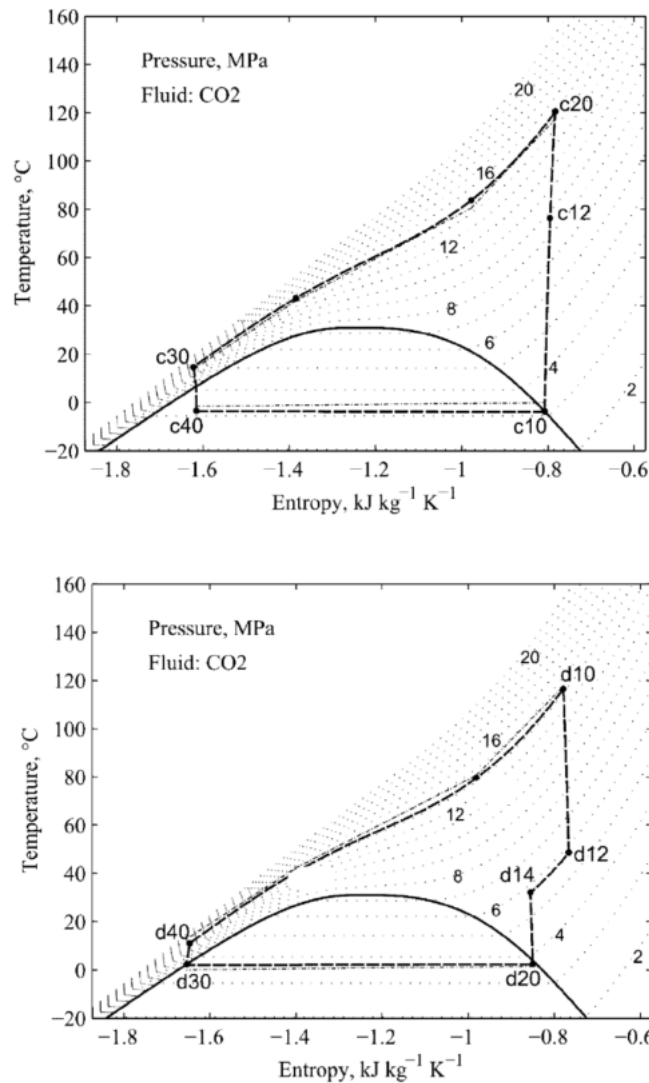 160
140
120
100
80
60
40
20
0
−20
Temperature, °C
Pressure, MPa
Fluid: CO2
20
c20
16
c12
12
8
6
4
2
c30
c40
c10
−1.8 −1.6 −1.4 −1.2 −1 −0.8 −0.6
Entropy, kJ kg⁻¹ K⁻¹
160
140
120
100
80
60
40
20
0
−20
Temperature, °C
Pressure, MPa
Fluid: CO2
20
d10
16
12
d12
8
d14
6
4
2
d40
d30
d20
−1.8 −1.6 −1.4 −1.2 −1 −0.8 −0.6
Entropy, kJ kg⁻¹ K⁻¹